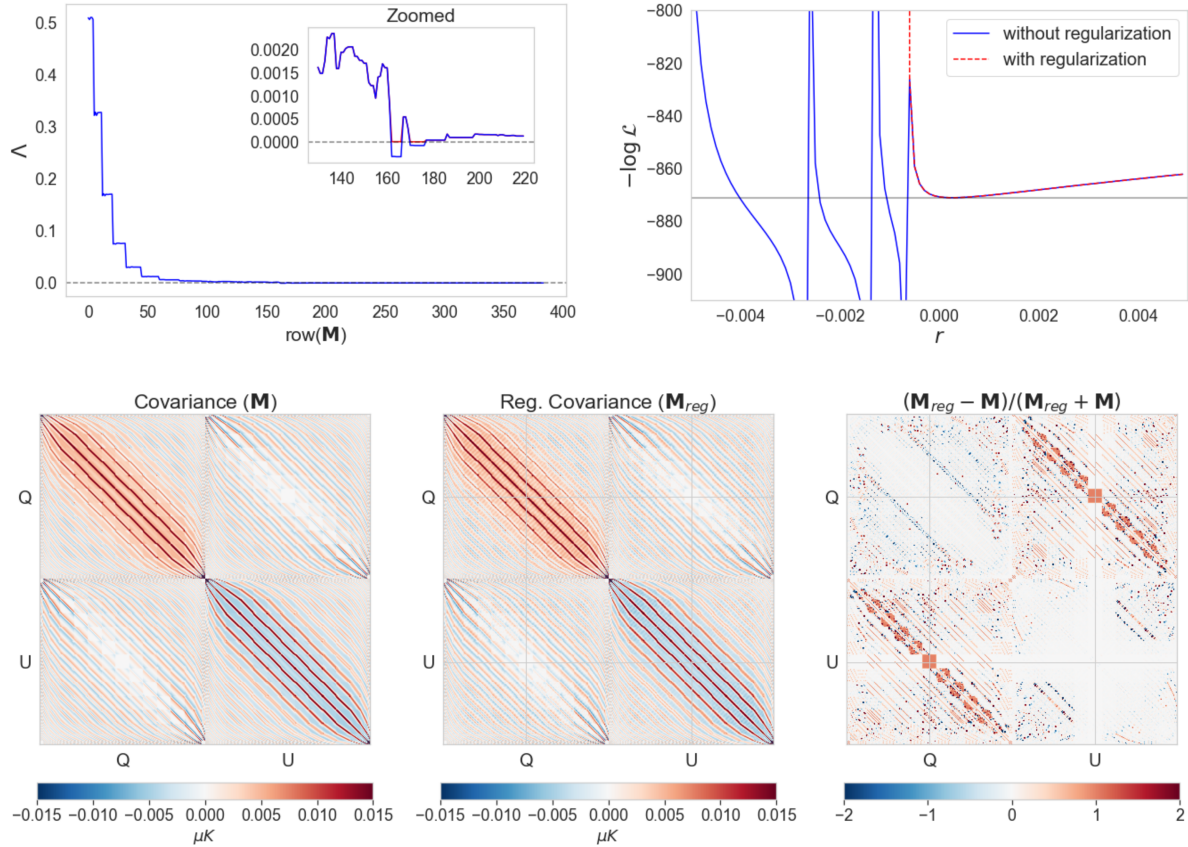 Zoomed
0.5
0.4
0.3
0.2
0.1
0.0
Λ
0.0020
0.0015
0.0010
0.0005
0.0000
140 160 180 200 220
0 50 100 150 200 250 300 350 400
row(M)
−800
−820
−840
−860
−880
−900
−log ℒ
without regularization
with regularization
−0.004 −0.002 0.000 0.002 0.004
r
Covariance (M)
Q
U
Q U
−0.015 −0.010 −0.005 0.000 0.005 0.010 0.015
μK
Reg. Covariance (Mreg)
Q
U
Q U
−0.015 −0.010 −0.005 0.000 0.005 0.010 0.015
μK
(Mreg − M)/(Mreg + M)
Q
U
Q U
−2 −1 0 1 2